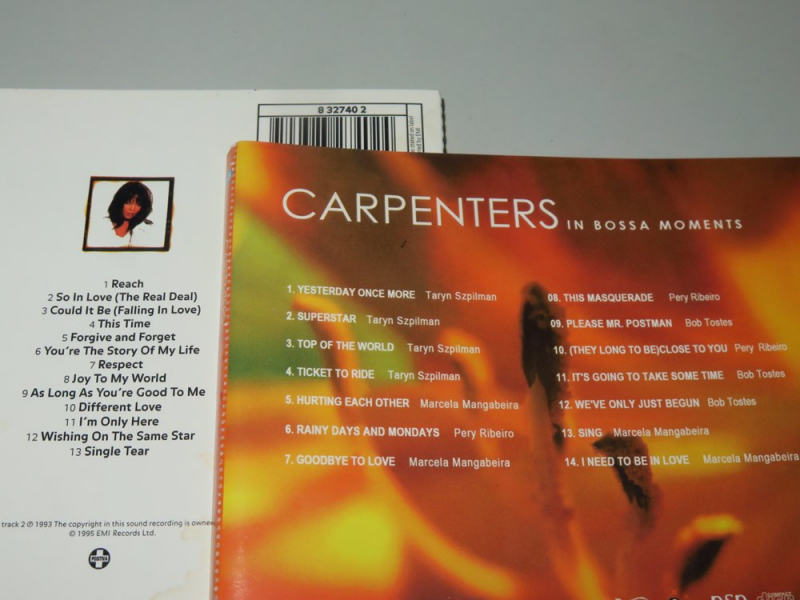 8 32740 2
1 Reach
2 So In Love (The Real Deal)
3 Could It Be (Falling In Love)
4 This Time
5 Forgive and Forget
6 You're The Story Of My Life
7 Respect
8 Joy To My World
9 As Long As You're Good To Me
10 Different Love
11 I'm Only Here
12 Wishing On The Same Star
13 Single Tear
track 2 ℗ 1993 The copyright in this sound recording is owne
© 1995 EMI Records Ltd.
POSITIVA
CARPENTERS IN BOSSA MOMENTS
1. YESTERDAY ONCE MORE Taryn Szpilman
2. SUPERSTAR Taryn Szpilman
3. TOP OF THE WORLD Taryn Szpilman
4. TICKET TO RIDE Taryn Szpilman
5. HURTING EACH OTHER Marcela Mangabeira
6. RAINY DAYS AND MONDAYS Pery Ribeiro
7. GOODBYE TO LOVE Marcela Mangabeira
08. THIS MASQUERADE Pery Ribeiro
09. PLEASE MR. POSTMAN Bob Tostes
10. (THEY LONG TO BE)CLOSE TO YOU Pery Ribeiro
11. IT'S GOING TO TAKE SOME TIME Bob Tostes
12. WE'VE ONLY JUST BEGUN Bob Tostes
13. SING Marcela Mangabeira
14. I NEED TO BE IN LOVE Marcela Mangabeira